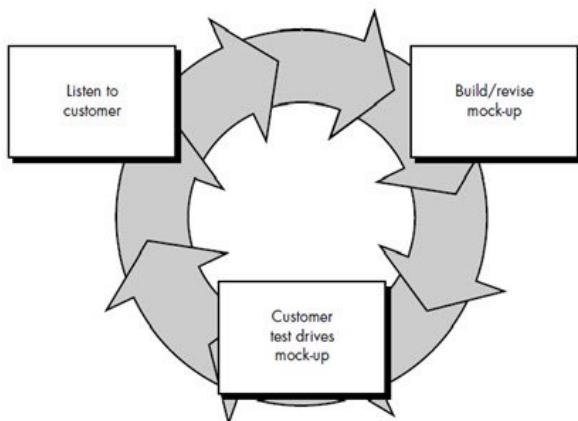 Listen to
customer
Build/revise
mock-up
Customer
test drives
mock-up